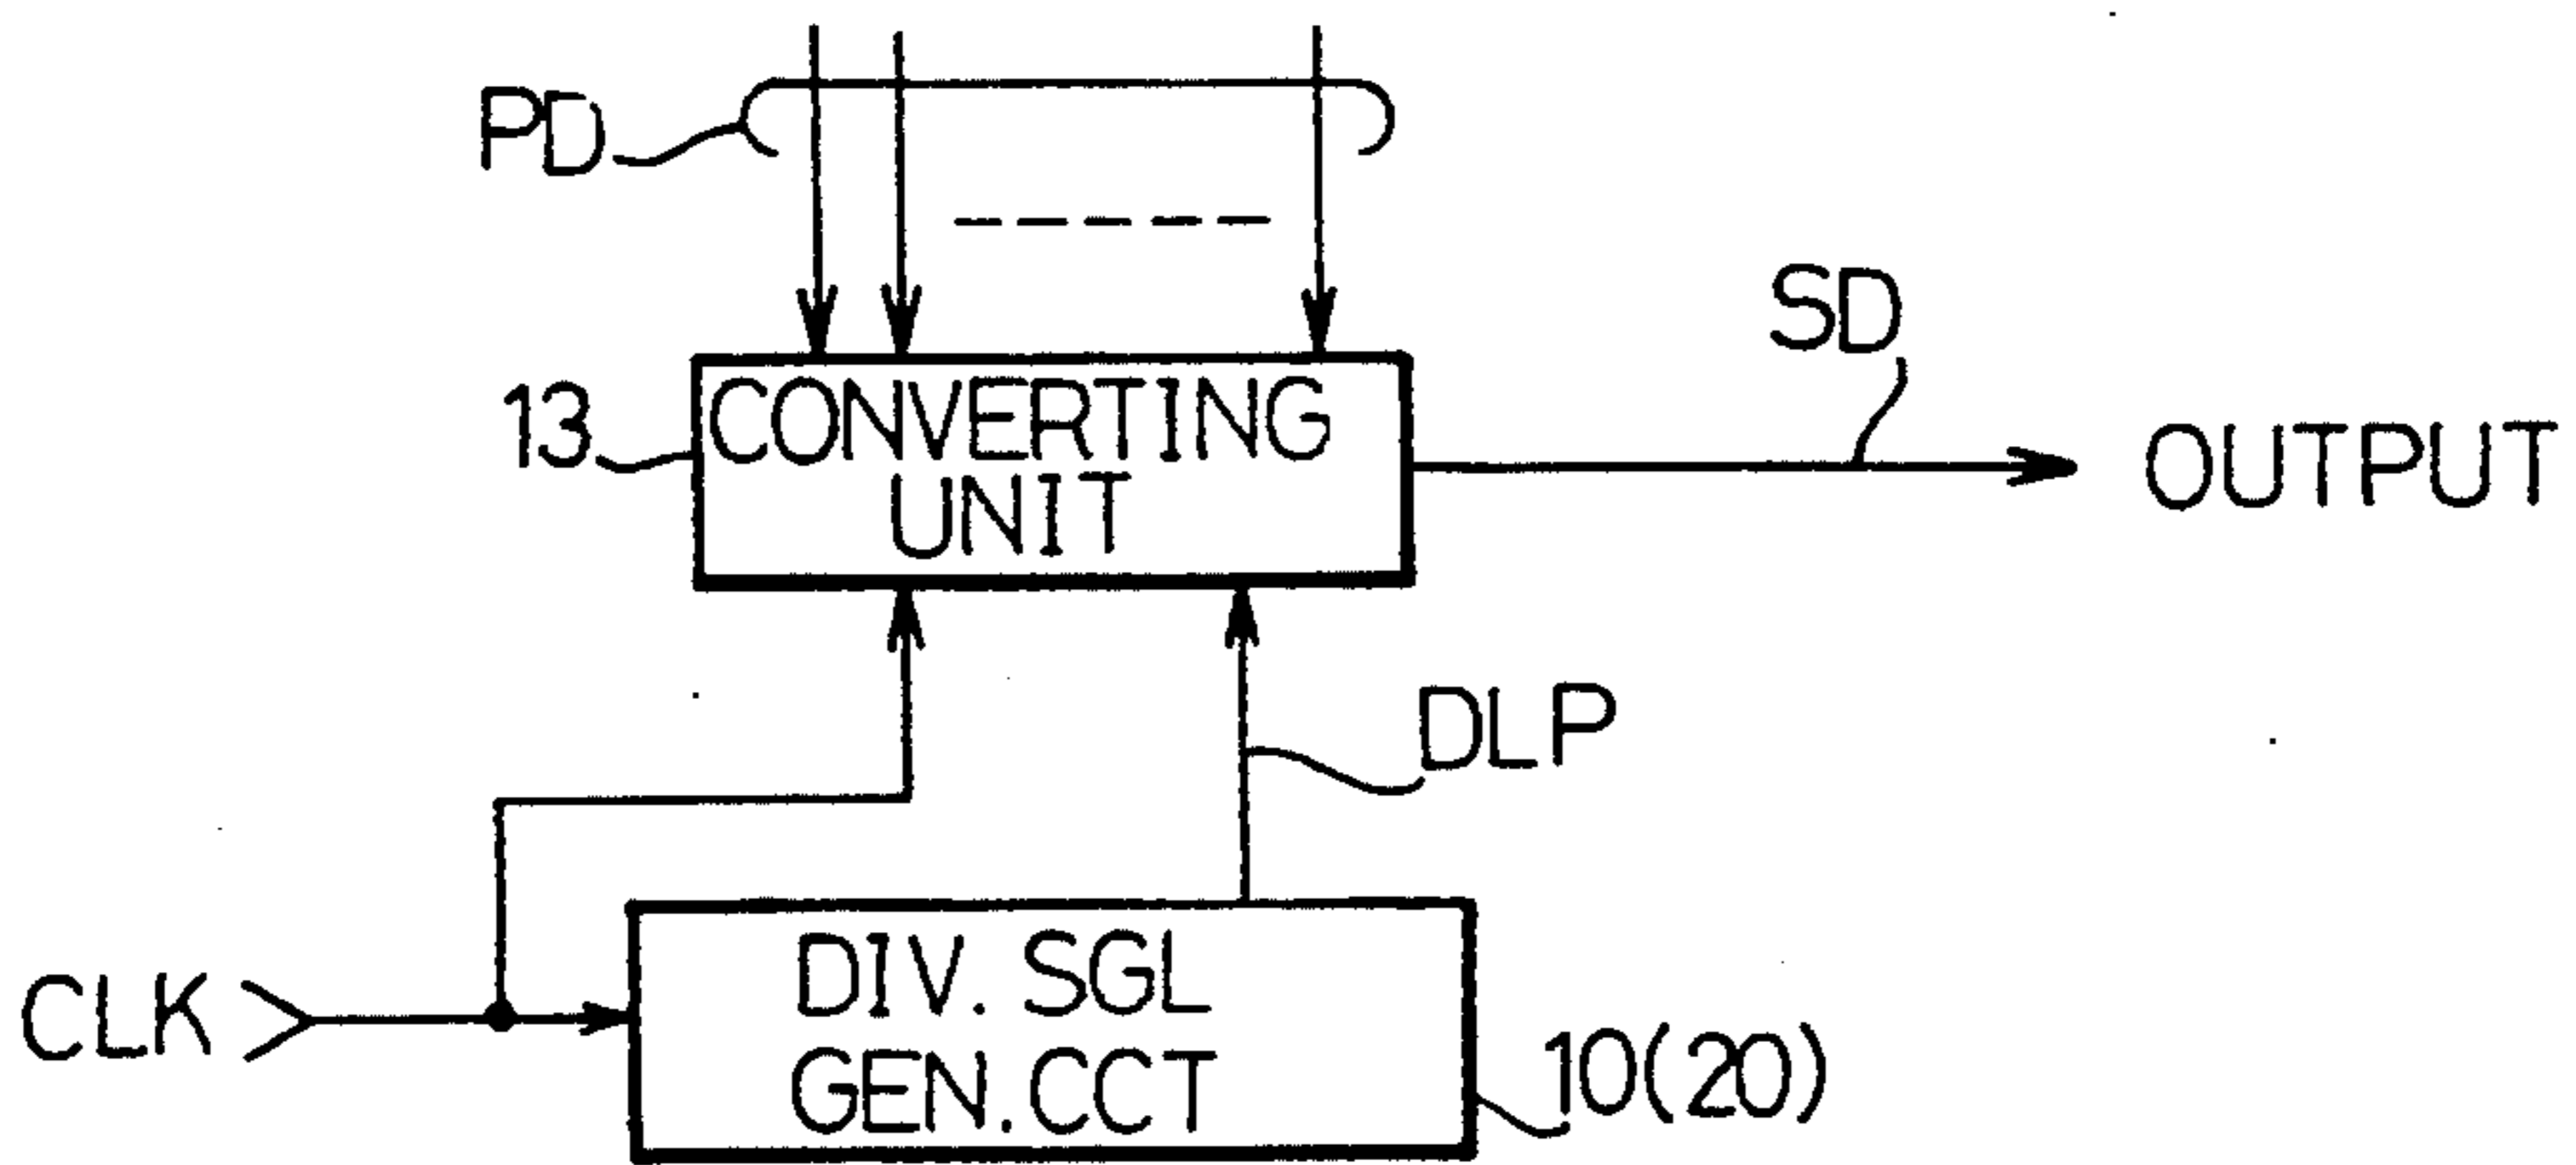 PD
SD
13
CONVERTING
UNIT
OUTPUT
DLP
CLK
DIV. SGL
GEN. CCT
10(20)